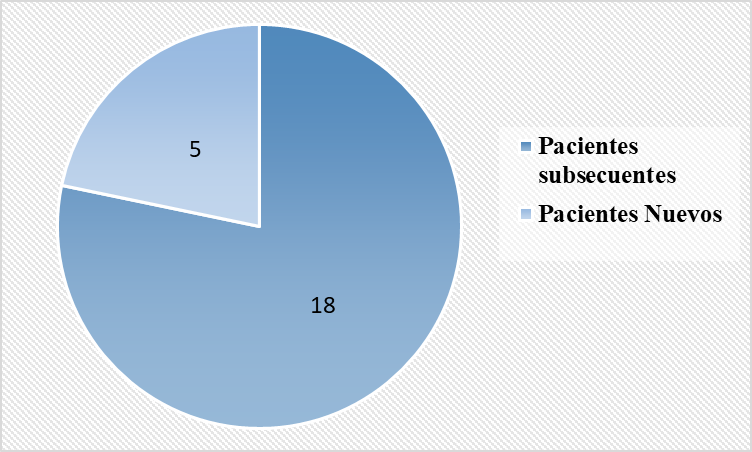 5
18
Pacientes
subsecuentes
Pacientes Nuevos